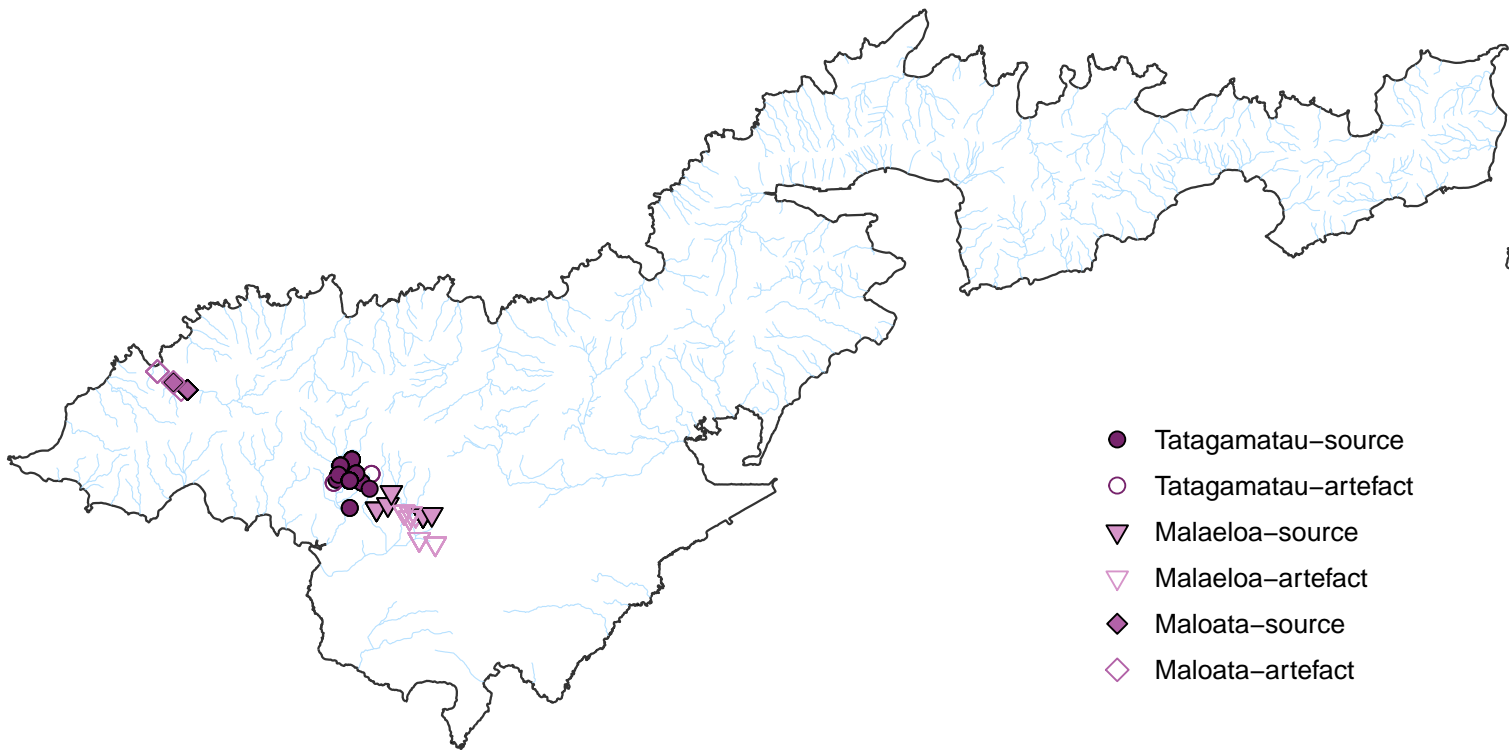 Tatagamatau−source
Tatagamatau−artefact
Malaeloa−source
Malaeloa−artefact
Maloata−source
Maloata−artefact